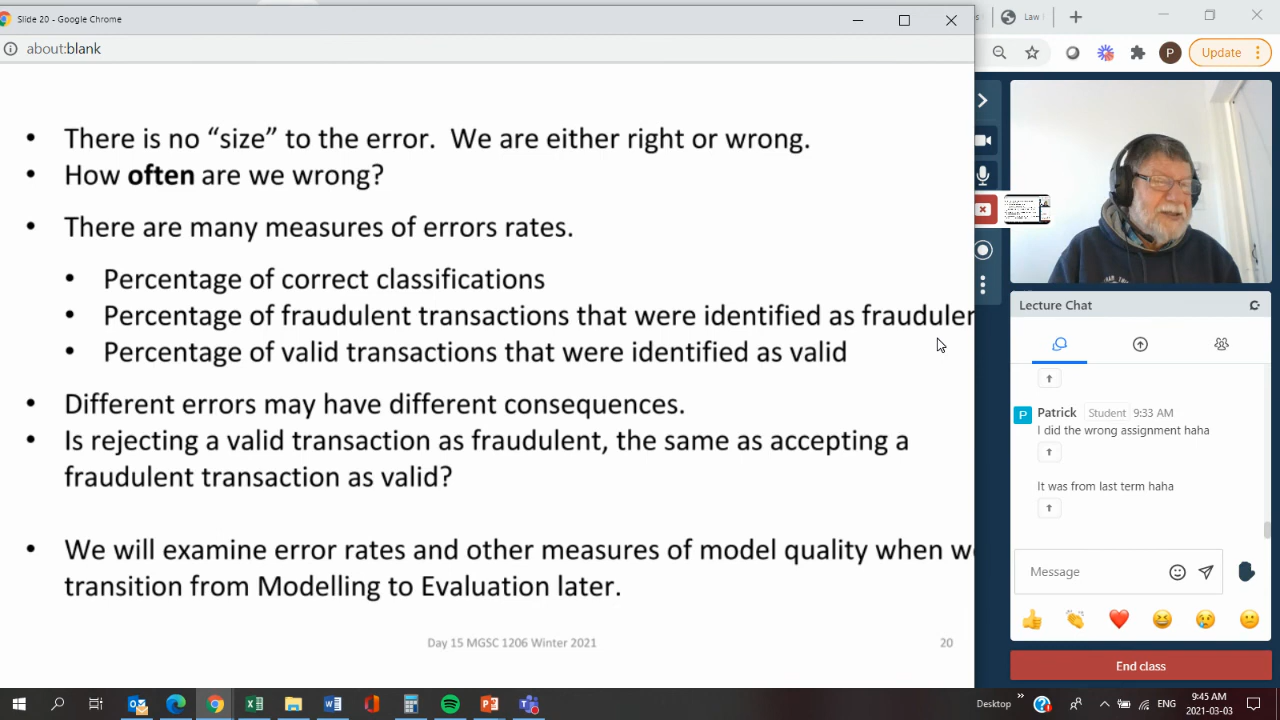 Slide 20 - Google Chrome
Law
about:blank
P
Update
• There is no “size” to the error. We are either right or wrong.
• How often are we wrong?
• There are many measures of errors rates.
• Percentage of correct classifications
• Percentage of fraudulent transactions that were identified as fraudulen
• Percentage of valid transactions that were identified as valid
• Different errors may have different consequences.
• Is rejecting a valid transaction as fraudulent, the same as accepting a
fraudulent transaction as valid?
• We will examine error rates and other measures of model quality when we
transition from Modelling to Evaluation later.
Day 15 MGSC 1206 Winter 2021
20
Lecture Chat
P
Patrick Student 9:33 AM
I did the wrong assignment haha
It was from last term haha
Message
End class
Desktop
ENG
9:45 AM
2021-03-03